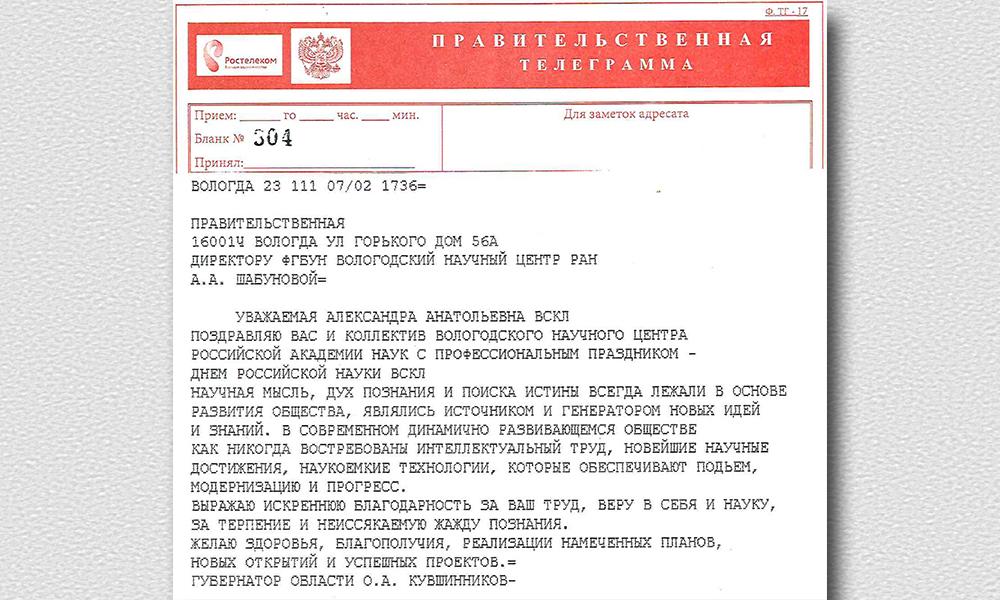 Ф. ТГ - 17
Ростелеком
ПРАВИТЕЛЬСТВЕННАЯ
ТЕЛЕГРАММА
Прием: ______ го _____ час. ____ мин.
Для заметок адресата
Бланк № 304
Принял:
ВОЛОГДА 23 111 07/02 1736=
ПРАВИТЕЛЬСТВЕННАЯ
16001Ч ВОЛОГДА УЛ ГОРЬКОГО ДОМ 56А
ДИРЕКТОРУ ФГБУН ВОЛОГОДСКИЙ НАУЧНЫЙ ЦЕНТР РАН
А.А. ШАБУНОВОЙ=
УВАЖАЕМАЯ АЛЕКСАНДРА АНАТОЛЬЕВНА ВСКЛ
ПОЗДРАВЛЯЮ ВАС И КОЛЛЕКТИВ ВОЛОГОДСКОГО НАУЧНОГО ЦЕНТРА
РОССИЙСКОЙ АКАДЕМИИ НАУК С ПРОФЕССИОНАЛЬНЫМ ПРАЗДНИКОМ -
ДНЕМ РОССИЙСКОЙ НАУКИ ВСКЛ
НАУЧНАЯ МЫСЛЬ, ДУХ ПОЗНАНИЯ И ПОИСКА ИСТИНЫ ВСЕГДА ЛЕЖАЛИ В ОСНОВЕ
РАЗВИТИЯ ОБЩЕСТВА, ЯВЛЯЛИСЬ ИСТОЧНИКОМ И ГЕНЕРАТОРОМ НОВЫХ ИДЕЙ
И ЗНАНИЙ. В СОВРЕМЕННОМ ДИНАМИЧНО РАЗВИВАЮЩЕМСЯ ОБЩЕСТВЕ
КАК НИКОГДА ВОСТРЕБОВАНЫ ИНТЕЛЛЕКТУАЛЬНЫЙ ТРУД, НОВЕЙШИЕ НАУЧНЫЕ
ДОСТИЖЕНИЯ, НАУКОЕМКИЕ ТЕХНОЛОГИИ, КОТОРЫЕ ОБЕСПЕЧИВАЮТ ПОДЬЕМ,
МОДЕРНИЗАЦИЮ И ПРОГРЕСС.
ВЫРАЖАЮ ИСКРЕННЮЮ БЛАГОДАРНОСТЬ ЗА ВАШ ТРУД, ВЕРУ В СЕБЯ И НАУКУ,
ЗА ТЕРПЕНИЕ И НЕИССЯКАЕМУЮ ЖАЖДУ ПОЗНАНИЯ.
ЖЕЛАЮ ЗДОРОВЬЯ, БЛАГОПОЛУЧИЯ, РЕАЛИЗАЦИИ НАМЕЧЕННЫХ ПЛАНОВ,
НОВЫХ ОТКРЫТИЙ И УСПЕШНЫХ ПРОЕКТОВ.=
ГУБЕРНАТОР ОБЛАСТИ О.А. КУВШИННИКОВ-